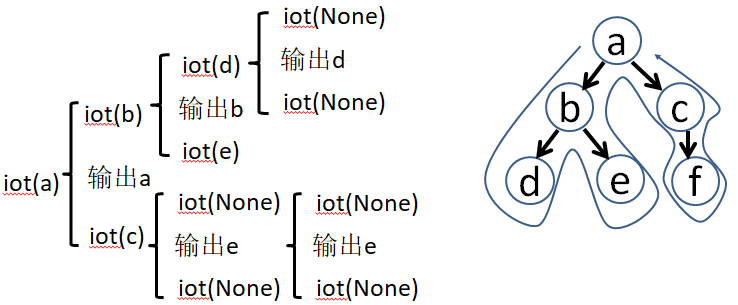 iot(None)
iot(d)
输出d
iot(b)
输出b
iot(None)
iot(e)
iot(a)
输出a
iot(c)
iot(None)
iot(None)
输出e
输出e
iot(None)
iot(None)
a
b
c
d
e
f